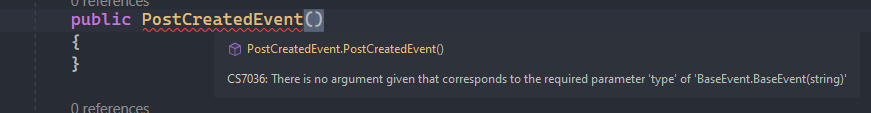 0 references
public PostCreatedEvent()
{
}
PostCreatedEvent.PostCreatedEvent()
CS7036: There is no argument given that corresponds to the required parameter 'type' of 'BaseEvent.BaseEvent(string)'
0 references